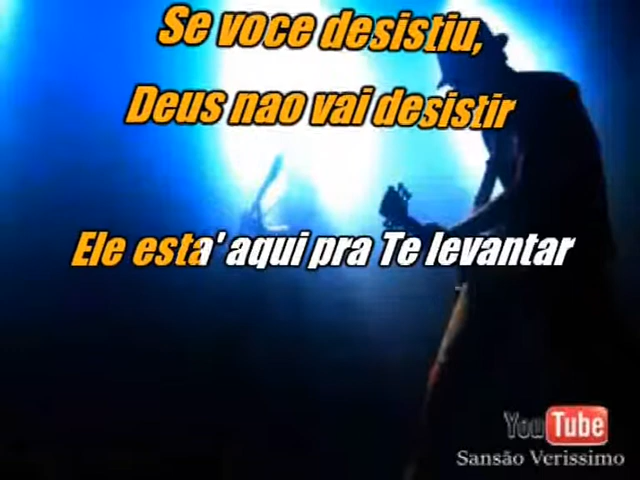 Se voce desistiu,
Deus nao vai desistir
Ele esta' aqui pra Te levantar
YouTube
Sansão Verissimo